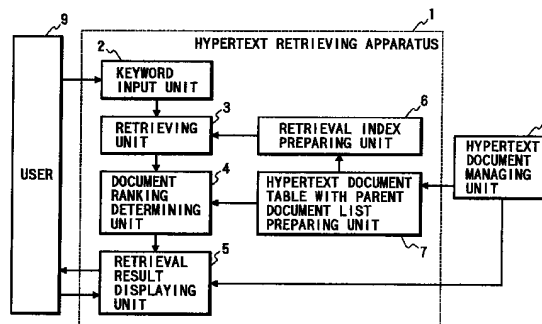 9
1
HYPERTEXT RETRIEVING APPARATUS
2
KEYWORD
INPUT UNIT
3
RETRIEVING
UNIT
6
RETRIEVAL INDEX
PREPARING UNIT
HYPERTEXT
DOCUMENT
MANAGING
UNIT
USER
4
DOCUMENT
RANKING
DETERMINING
UNIT
HYPERTEXT DOCUMENT
TABLE WITH PARENT
DOCUMENT LIST
PREPARING UNIT
7
5
RETRIEVAL
RESULT
DISPLAYING
UNIT